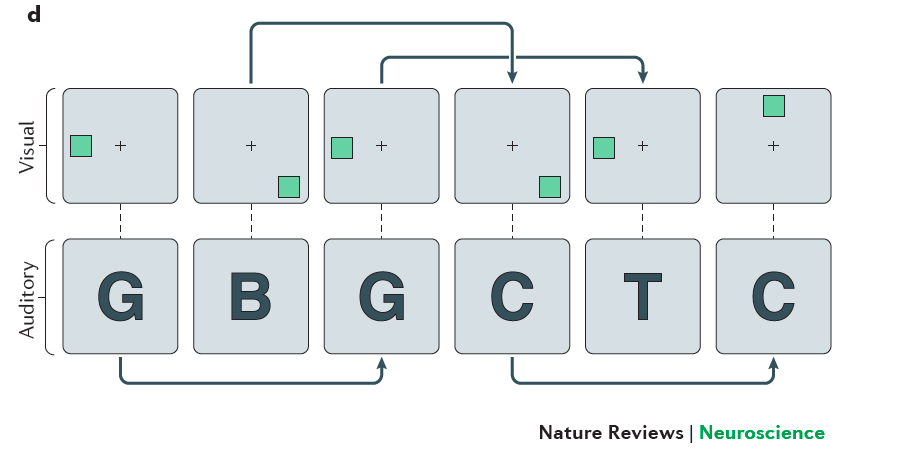 d
Visual
Auditory
G B G C T C
Nature Reviews | Neuroscience